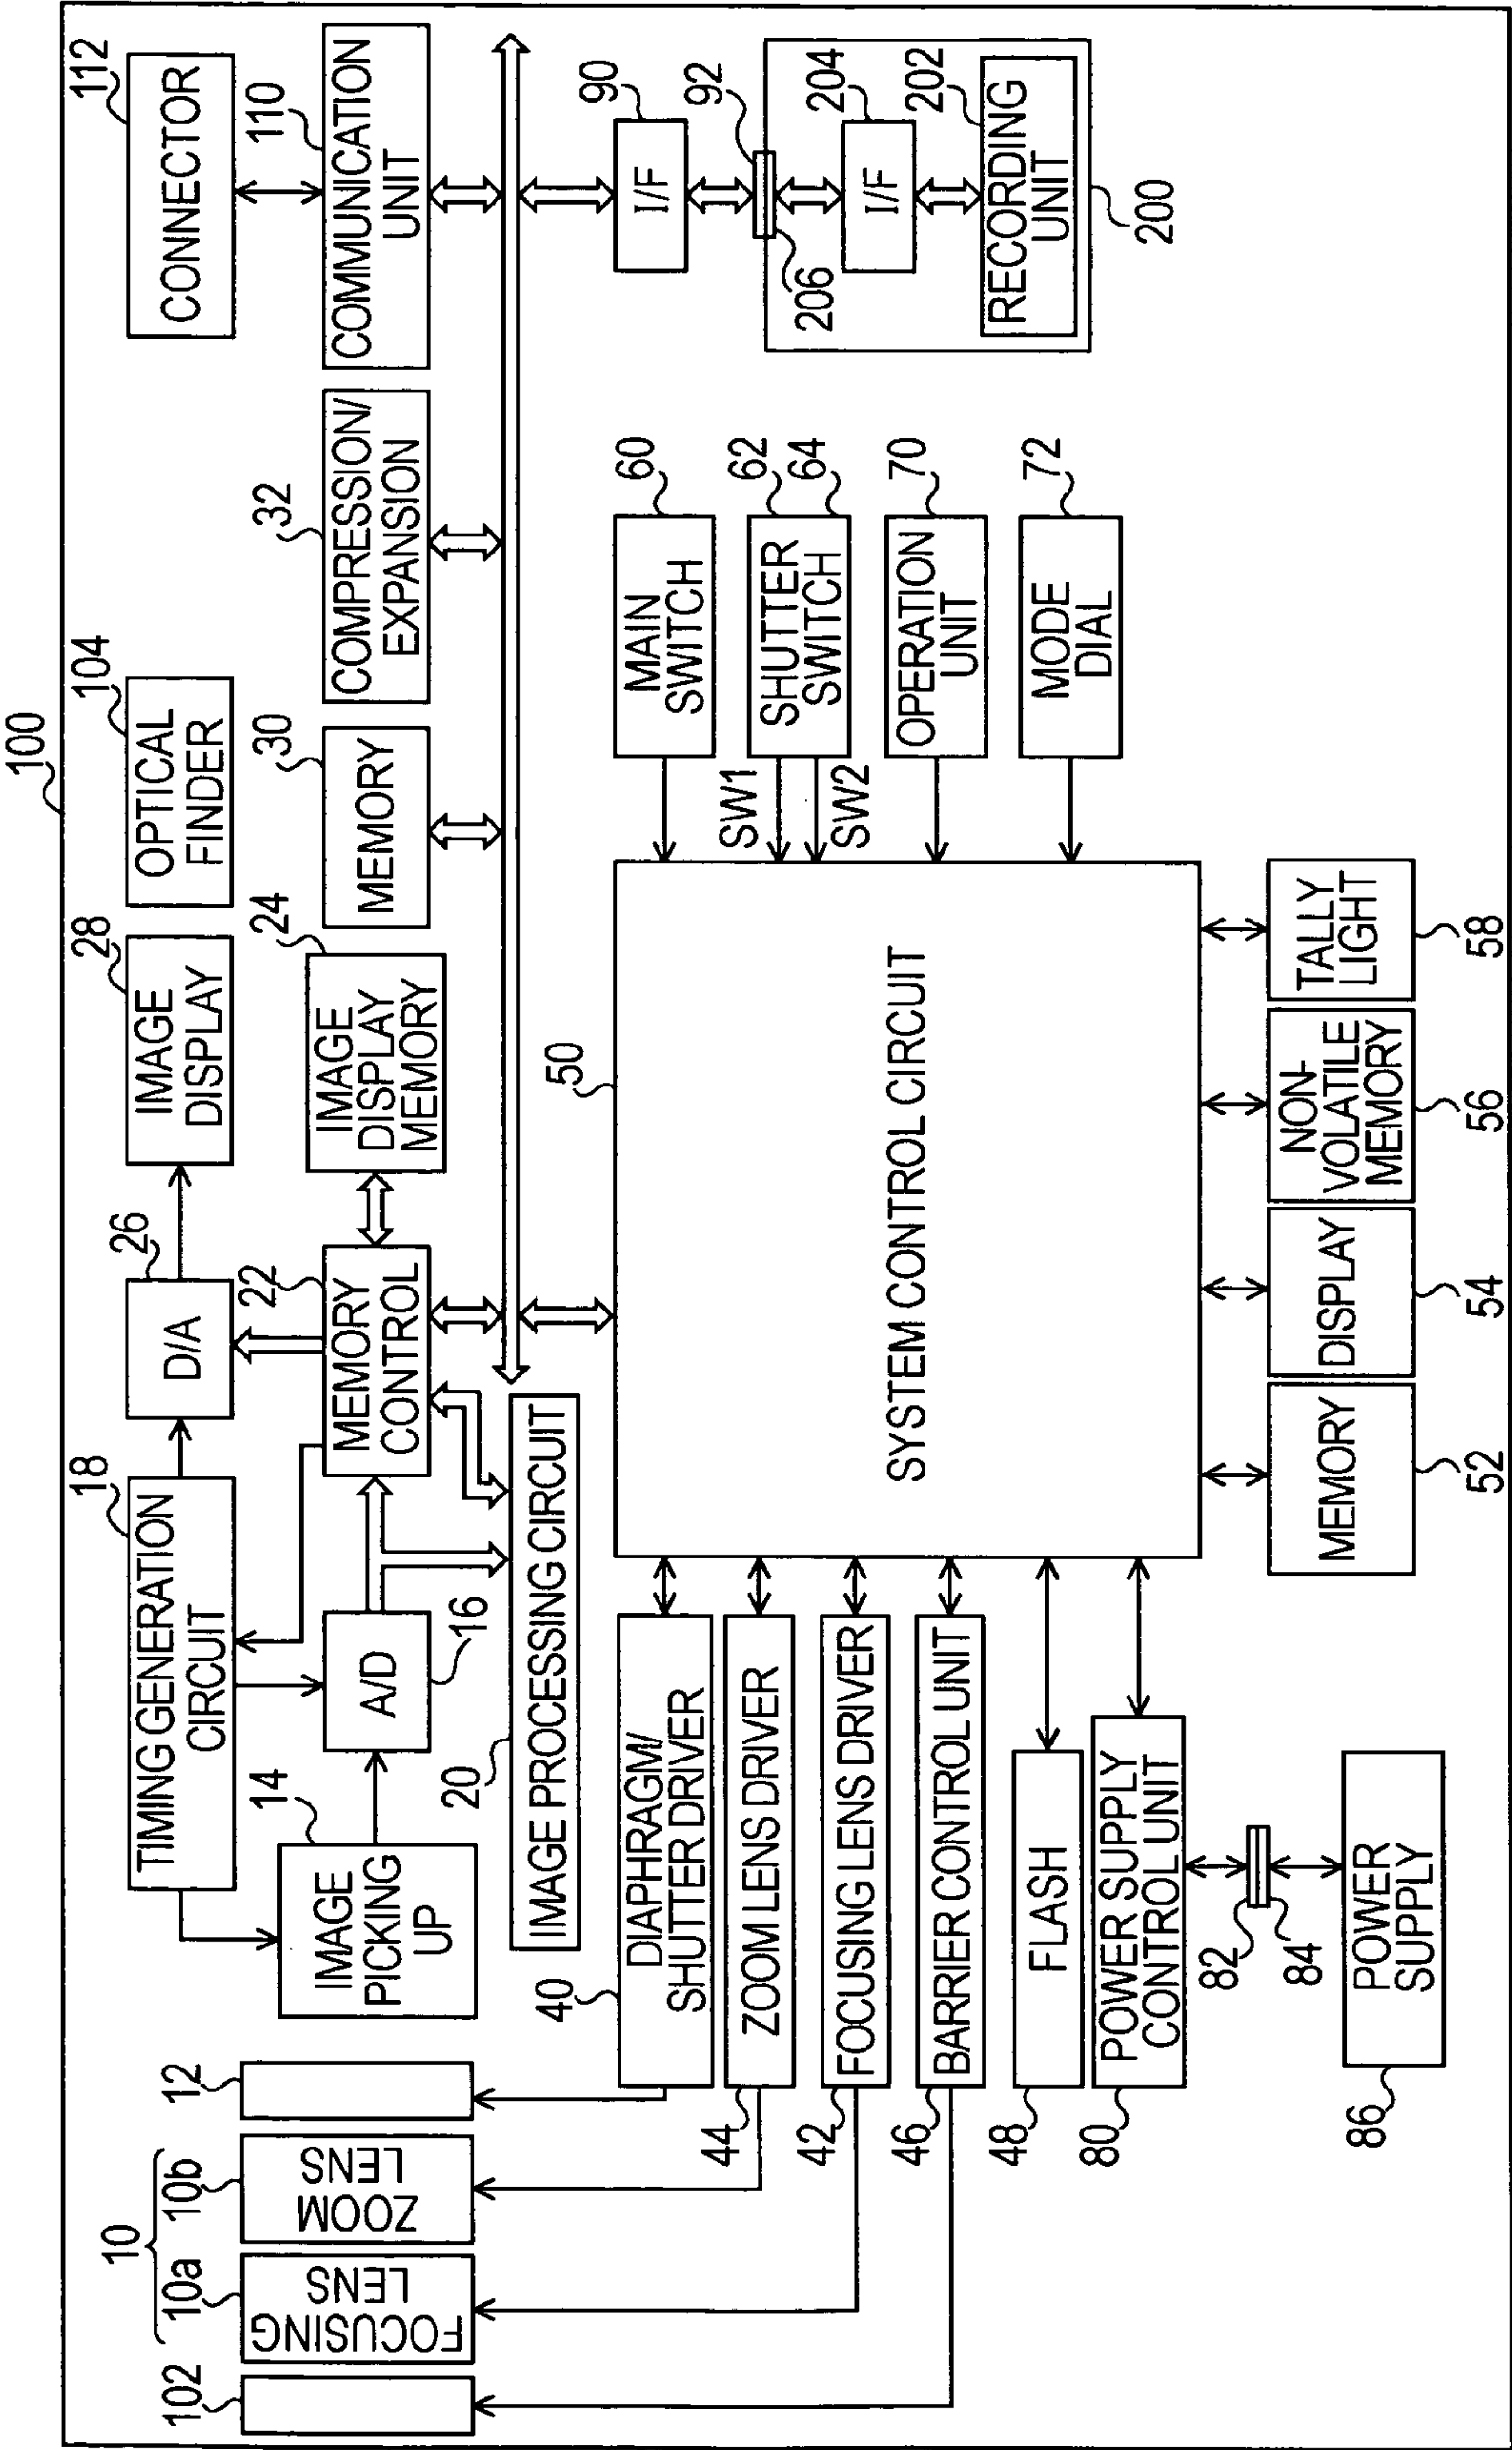 100
18
TIMING GENERATION
CIRCUIT
26
D/A
28
IMAGE
DISPLAY
104
OPTICAL
FINDER
112
CONNECTOR
10
10a
10b
12
102
FOCUSING
LENS
ZOOM
LENS
14
IMAGE
PICKING
UP
A/D
16
22
MEMORY
CONTROL
24
IMAGE
DISPLAY
MEMORY
30
MEMORY
32
COMPRESSION/
EXPANSION
110
COMMUNICATION
UNIT
20
IMAGE PROCESSING CIRCUIT
50
SYSTEM CONTROL CIRCUIT
40
DIAPHRAGM/
SHUTTER DRIVER
44
ZOOM LENS DRIVER
42
FOCUSING LENS DRIVER
46
BARRIER CONTROL UNIT
48
FLASH
80
POWER SUPPLY
CONTROL UNIT
82
84
86
POWER
SUPPLY
60
MAIN
SWITCH
62
64
SHUTTER
SWITCH
SW1
SW2
70
OPERATION
UNIT
72
MODE
DIAL
90
I/F
92
206
204
I/F
202
RECORDING
UNIT
200
MEMORY
52
DISPLAY
54
NON-
VOLATILE
MEMORY
56
TALLY
LIGHT
58